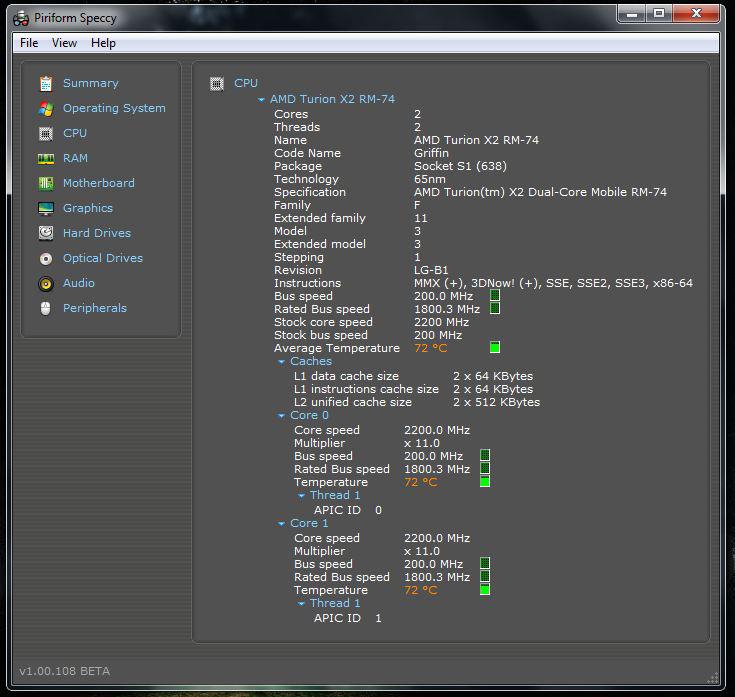 Piriform Speccy
File View Help
Summary
Operating System
CPU
RAM
Motherboard
Graphics
Hard Drives
Optical Drives
Audio
Peripherals
CPU
AMD Turion X2 RM-74
Cores 2
Threads 2
Name AMD Turion X2 RM-74
Code Name Griffin
Package Socket S1 (638)
Technology 65nm
Specification AMD Turion(tm) X2 Dual-Core Mobile RM-74
Family F
Extended family 11
Model 3
Extended model 3
Stepping 1
Revision LG-B1
Instructions MMX (+), 3DNow! (+), SSE, SSE2, SSE3, x86-64
Bus speed 200.0 MHz
Rated Bus speed 1800.3 MHz
Stock core speed 2200 MHz
Stock bus speed 200 MHz
Average Temperature 72 °C
Caches
L1 data cache size 2 x 64 KBytes
L1 instructions cache size 2 x 64 KBytes
L2 unified cache size 2 x 512 KBytes
Core 0
Core speed 2200.0 MHz
Multiplier x 11.0
Bus speed 200.0 MHz
Rated Bus speed 1800.3 MHz
Temperature 72 °C
Thread 1
APIC ID 0
Core 1
Core speed 2200.0 MHz
Multiplier x 11.0
Bus speed 200.0 MHz
Rated Bus speed 1800.3 MHz
Temperature 72 °C
Thread 1
APIC ID 1
v1.00.108 BETA